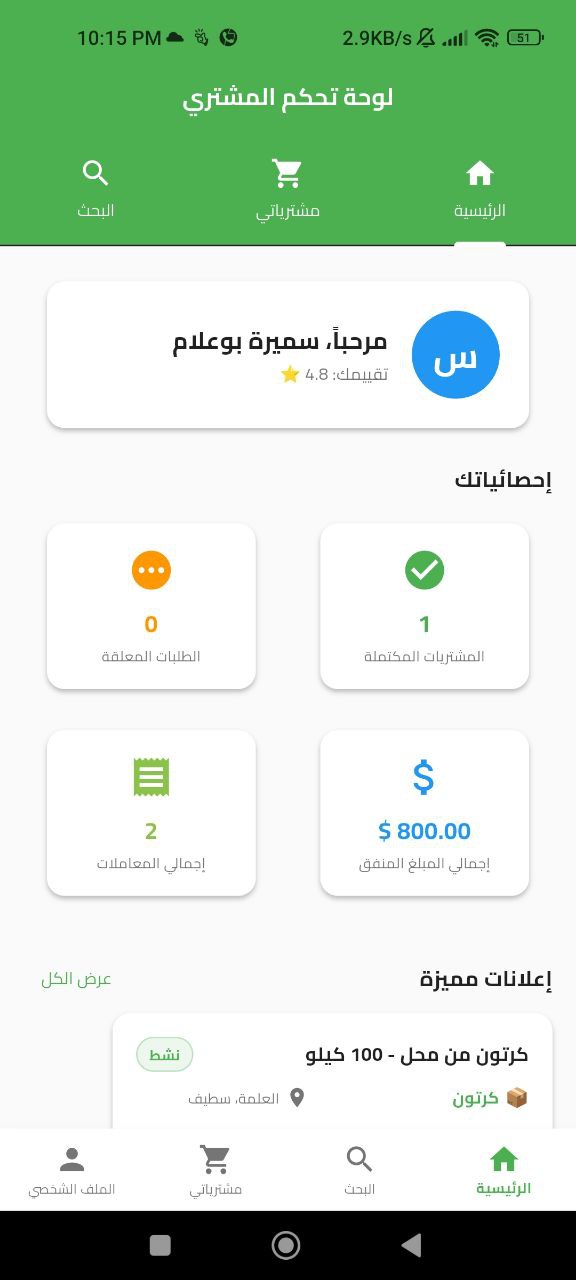 10:15 PM
2.9KB/s
51
لوحة تحكم المشتري
الرئيسية
مشترياتي
البحث
س
مرحباً، سميرة بوعلام
تقييمك: 4.8 ⭐
إحصائياتك
1
المشتريات المكتملة
0
الطلبات المعلقة
$
$ 800.00
إجمالي المبلغ المنفق
2
إجمالي المعاملات
إعلانات مميزة
عرض الكل
كرتون من محل - 100 كيلو
نشط
📦 كرتون
العلمة، سطيف
الرئيسية
البحث
مشترياتي
الملف الشخصي